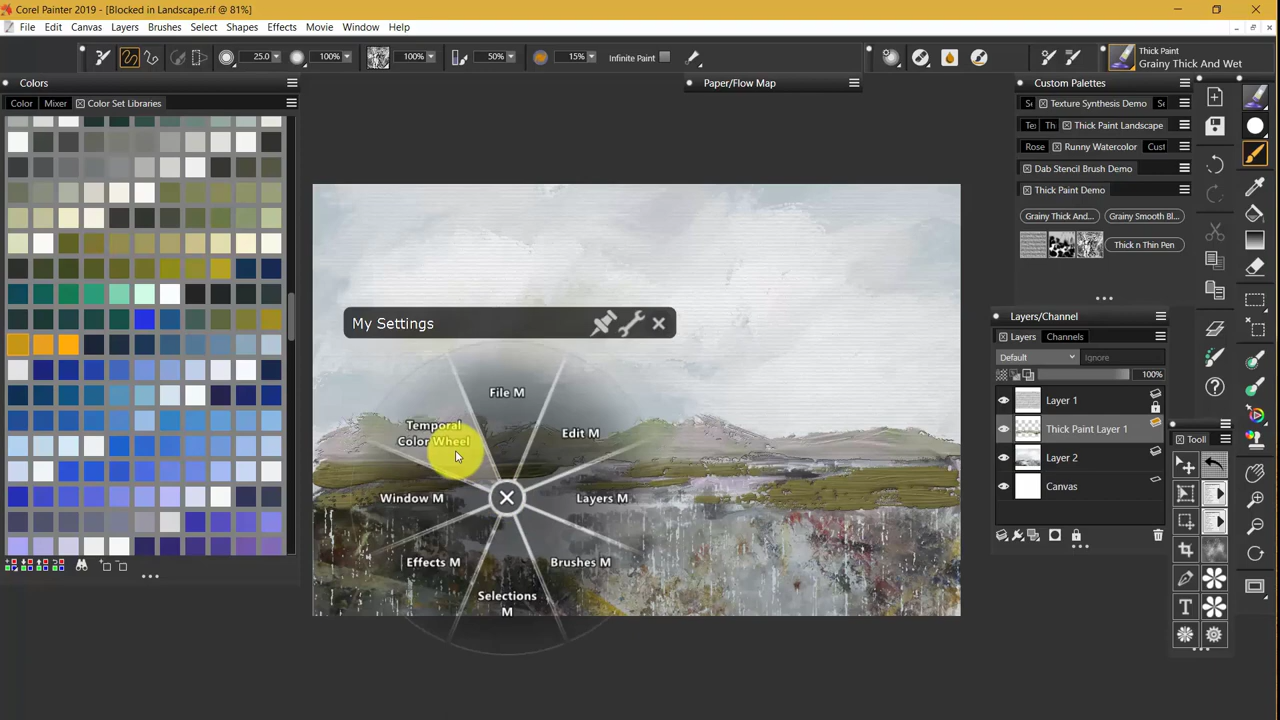 Corel Painter 2019 - [Blocked in Landscape.rif @ 81%]
File Edit Canvas Layers Brushes Select Shapes Effects Movie Window Help
25.0 100% 100% 50% 15% Infinite Paint
Thick Paint
Grainy Thick And Wet
Colors
Color Mixer Color Set Libraries
Paper/Flow Map
Custom Palettes
Texture Synthesis Demo
Th Thick Paint Landscape
Rose Runny Watercolor Cust
Dab Stencil Brush Demo
Thick Paint Demo
Grainy Thick And... Grainy Smooth Bl...
Thick n Thin Pen
My Settings
File M
Temporal
Color Wheel
Edit M
Window M
Layers M
Effects M
Brushes M
Selections
M
Layers/Channel
Layers Channels
Default Ignore
100%
Layer 1
Thick Paint Layer 1
Layer 2
Canvas
Tool